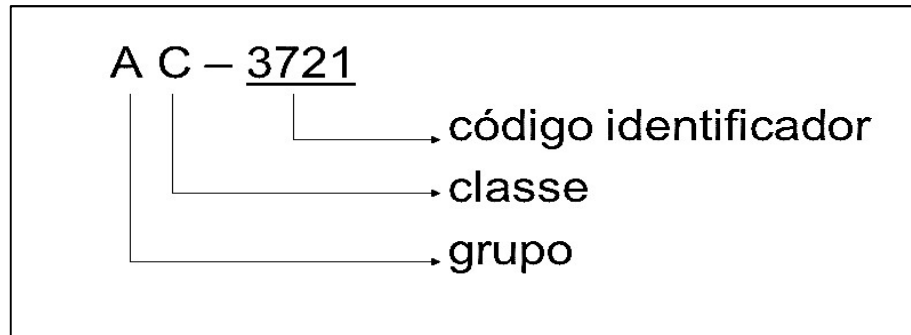 A C – 3721
código identificador
classe
grupo